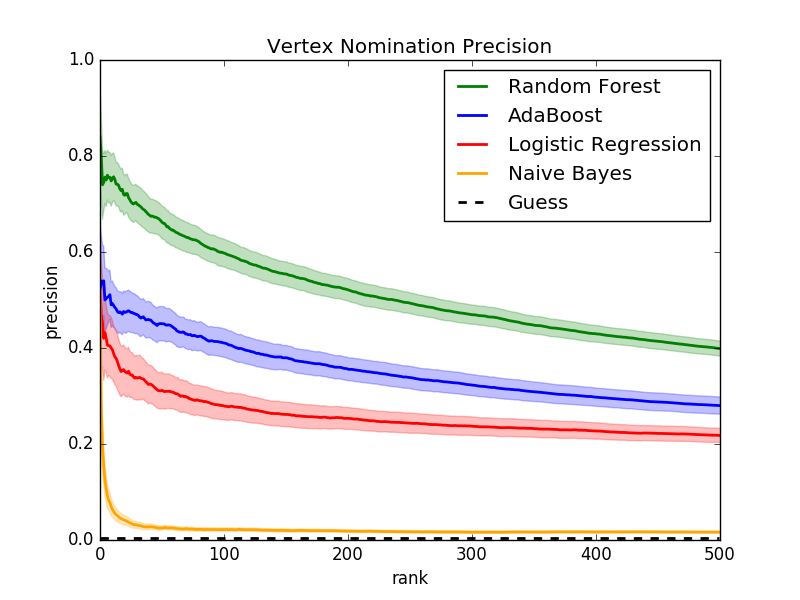 Vertex Nomination Precision
1.0
0.8
0.6
0.4
0.2
0.0
precision
Random Forest
AdaBoost
Logistic Regression
Naive Bayes
Guess
0 100 200 300 400 500
rank